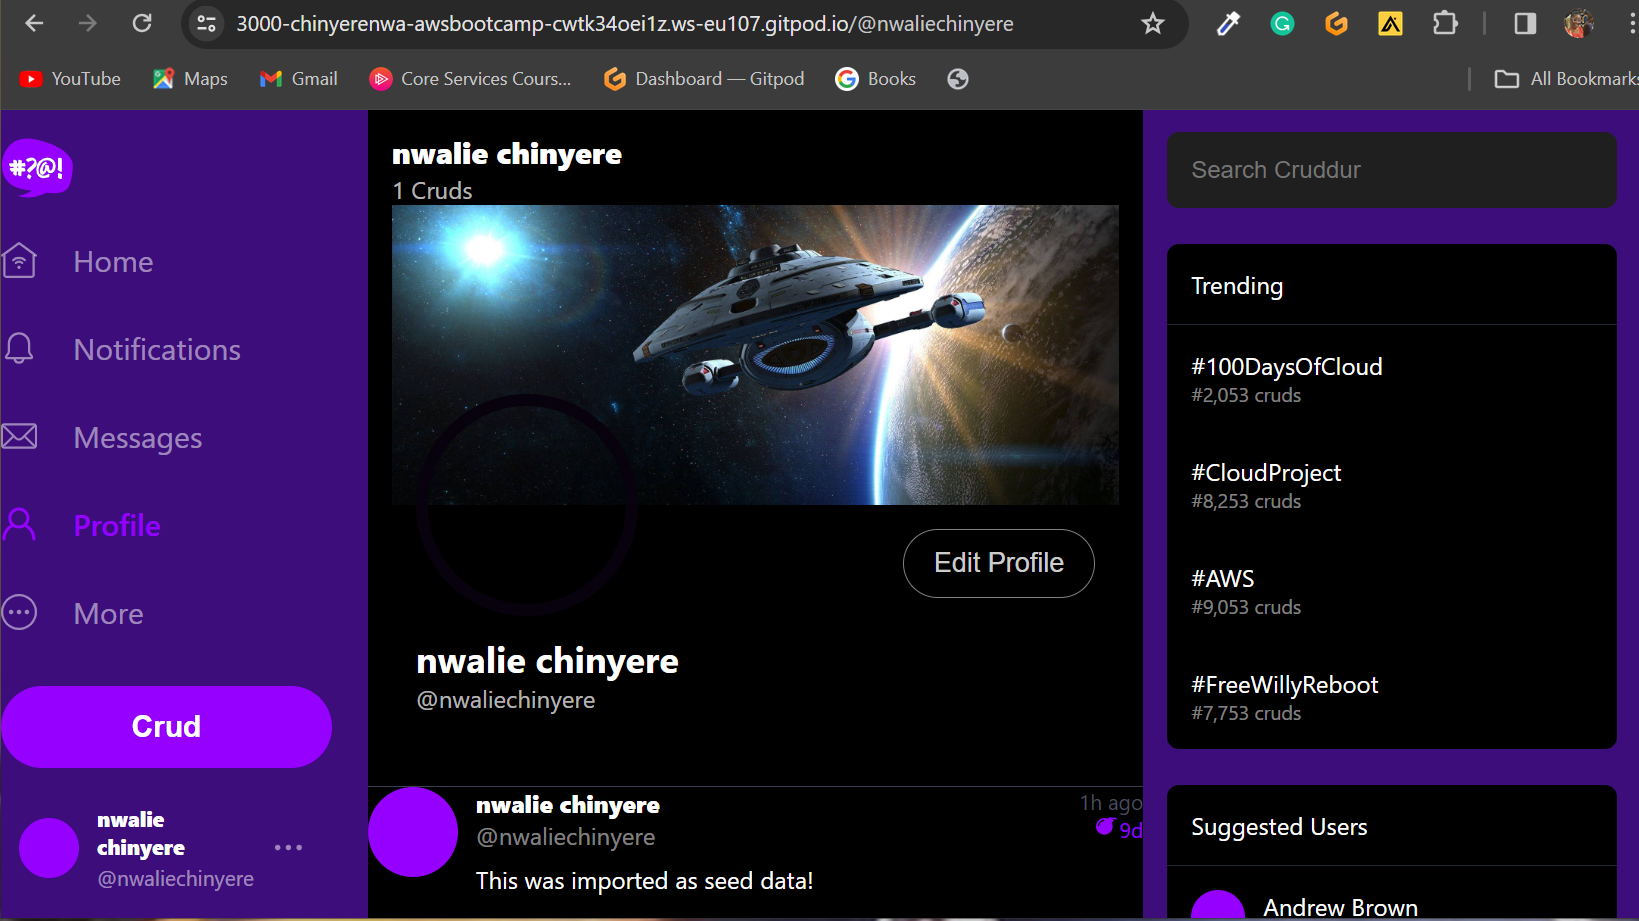 3000-chinyerenwa-awsbootcamp-cwtk34oei1z.ws-eu107.gitpod.io/@nwaliechinyere
YouTube
Maps
Gmail
Core Services Cours...
Dashboard — Gitpod
Books
All Bookmarks
#?@!
Home
Notifications
Messages
Profile
More
Crud
nwalie
chinyere
@nwaliechinyere
nwalie chinyere
1 Cruds
Edit Profile
nwalie chinyere
@nwaliechinyere
nwalie chinyere
1h ago
@nwaliechinyere
9d
This was imported as seed data!
Search Cruddur
Trending
#100DaysOfCloud
#2,053 cruds
#CloudProject
#8,253 cruds
#AWS
#9,053 cruds
#FreeWillyReboot
#7,753 cruds
Suggested Users
Andrew Brown